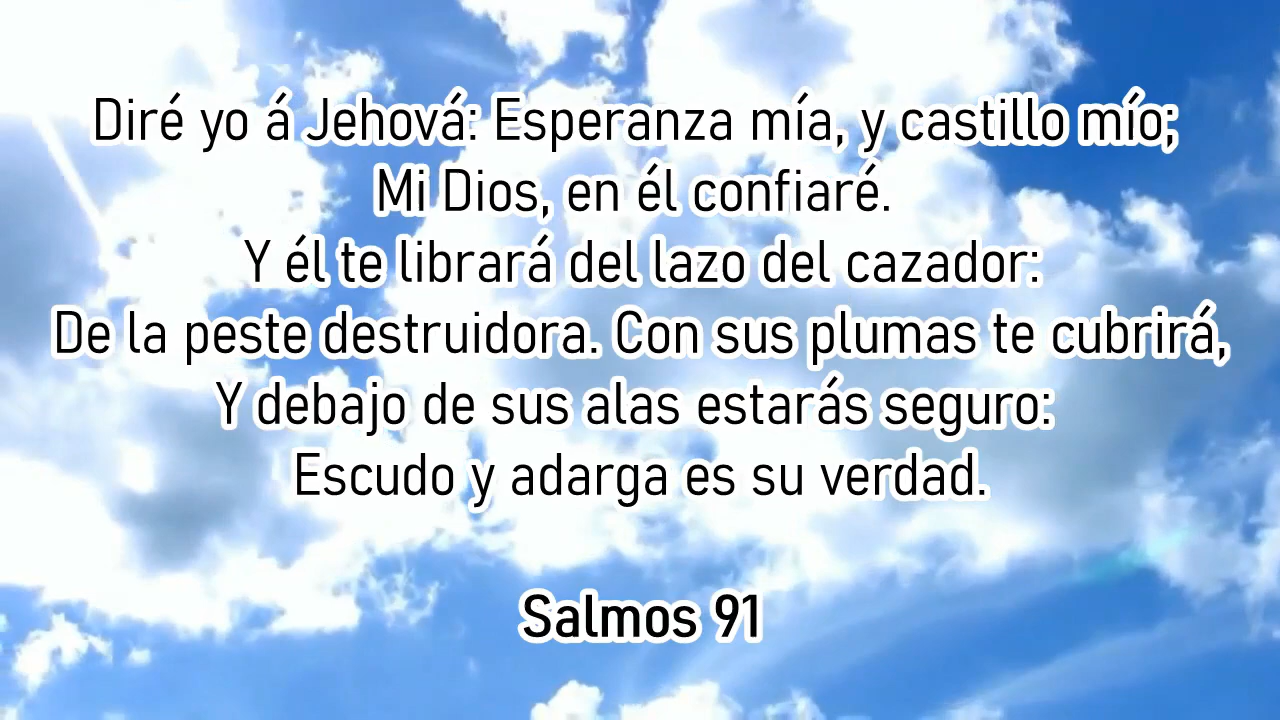 Diré yo á Jehová: Esperanza mía, y castillo mío;
Mi Dios, en él confiaré.
Y él te librará del lazo del cazador:
De la peste destruidora. Con sus plumas te cubrirá,
Y debajo de sus alas estarás seguro:
Escudo y adarga es su verdad.
Salmos 91